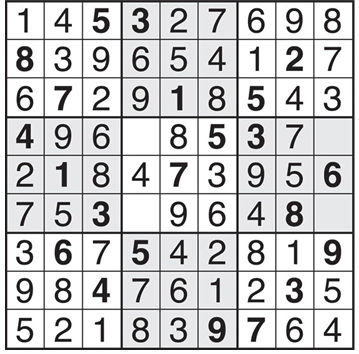 1 4 5 3 2 7 6 9 8
8 3 9 6 5 4 1 2 7
6 7 2 9 1 8 5 4 3
4 9 6 8 5 3 7
2 1 8 4 7 3 9 5 6
7 5 3 9 6 4 8
3 6 7 5 4 2 8 1 9
9 8 4 7 6 1 2 3 5
5 2 1 8 3 9 7 6 4